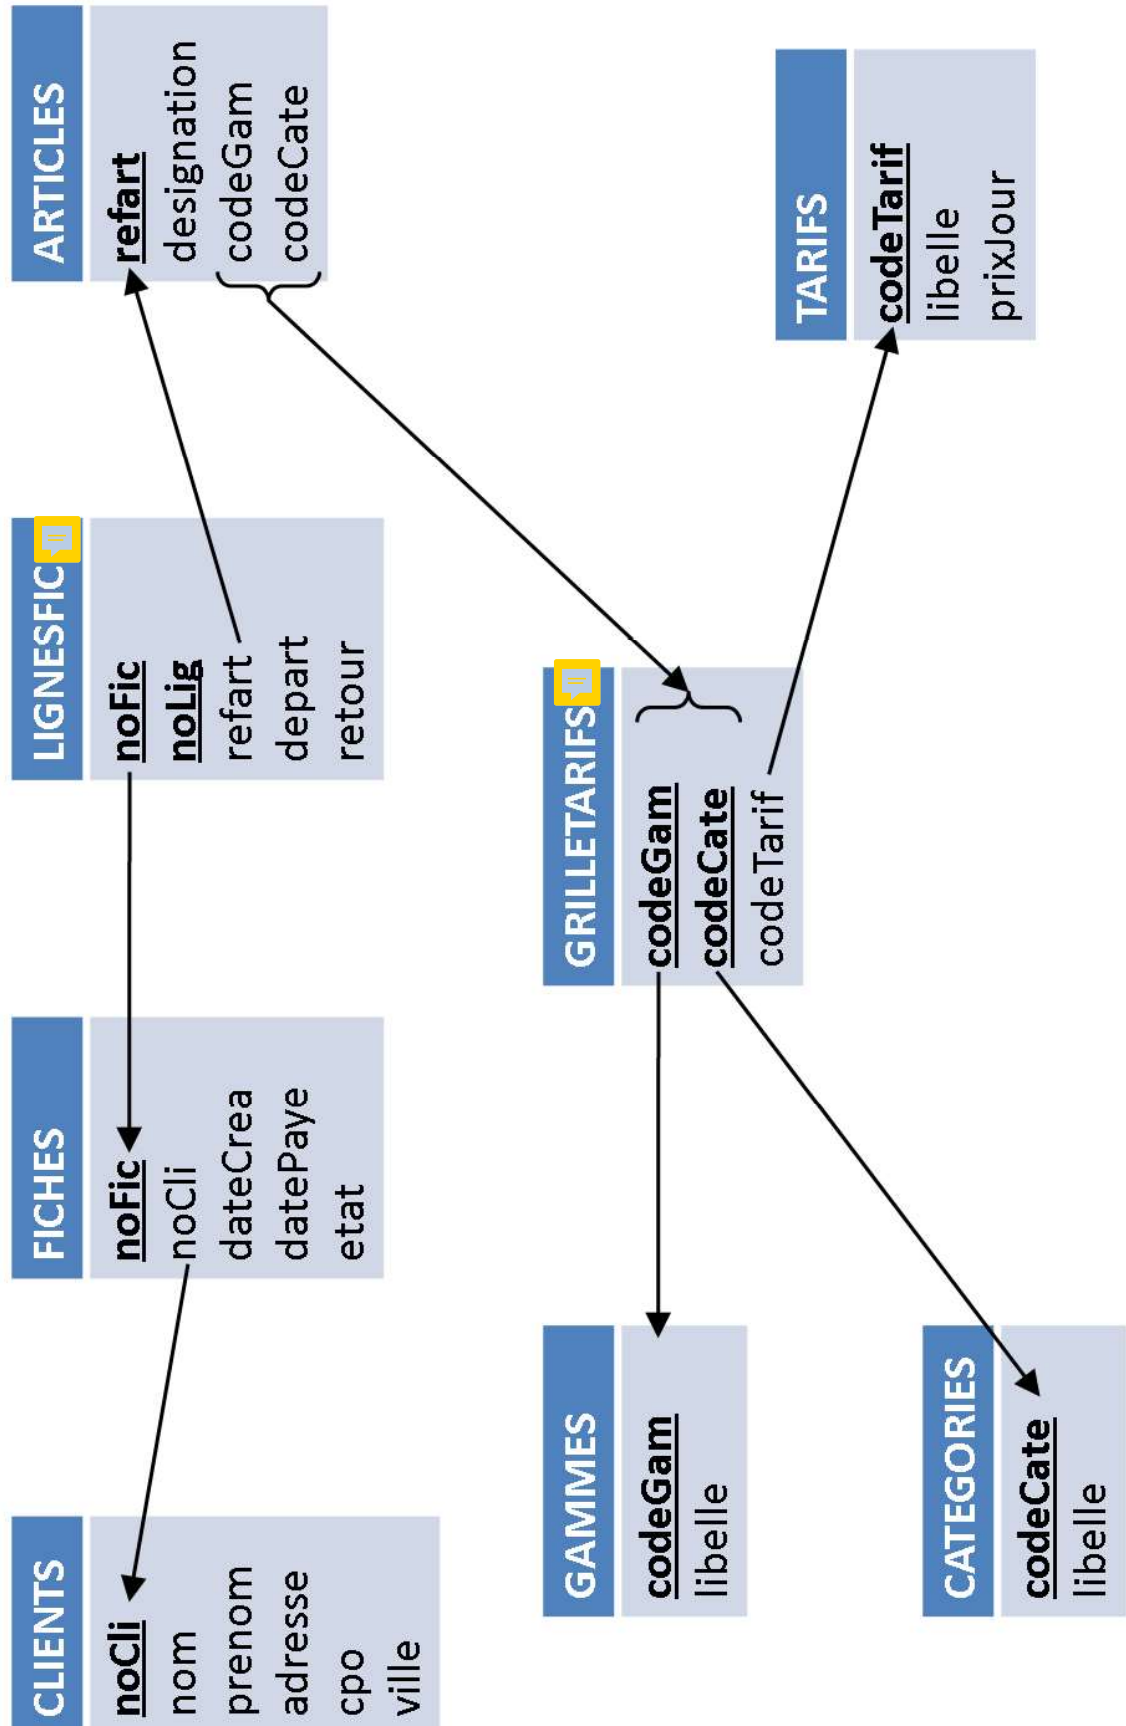 CLIENTS
noCli
nom
prenom
adresse
cpo
ville
FICHES
noFic
noCli
dateCrea
datePaye
etat
LIGNESFIC
noFic
noLig
refart
depart
retour
ARTICLES
refart
designation
codeGam
codeCate
GAMMES
codeGam
libelle
GRILLETARIFS
codeGam
codeCate
codeTarif
TARIFS
codeTarif
libelle
prixJour
CATEGORIES
codeCate
libelle